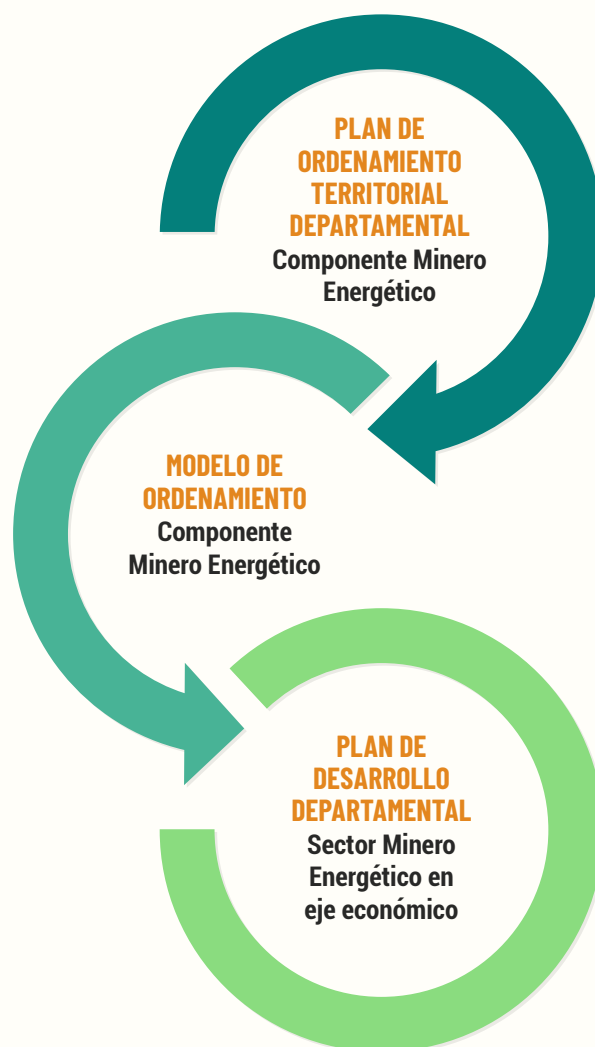 PLAN DE
ORDENAMIENTO
TERRITORIAL
DEPARTAMENTAL
Componente Minero
Energético
MODELO DE
ORDENAMIENTO
Componente
Minero Energético
PLAN DE
DESARROLLO
DEPARTAMENTAL
Sector Minero
Energético en
eje económico